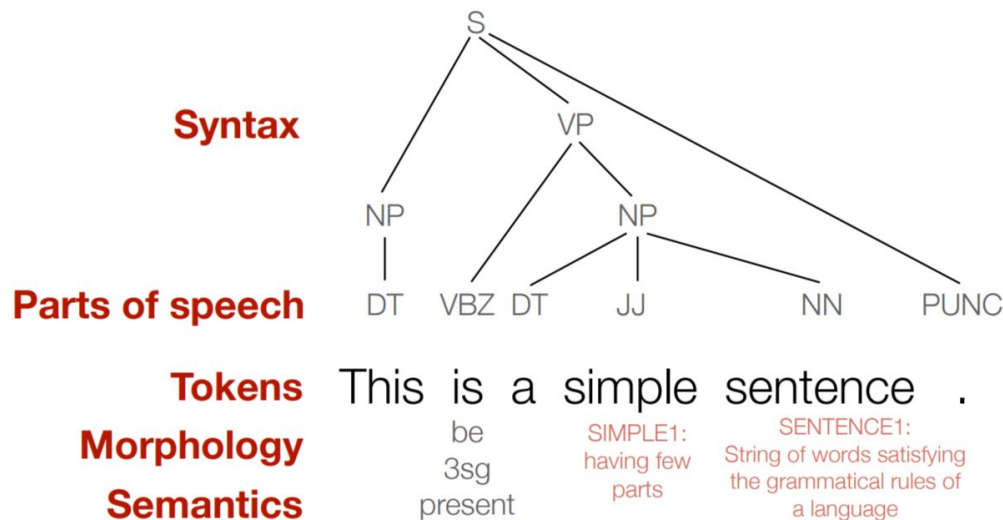 S
Syntax
VP
NP NP
Parts of speech DT VBZ DT JJ NN PUNC
Tokens This is a simple sentence .
Morphology be SIMPLE1: SENTENCE1:
3sg having few String of words satisfying
parts the grammatical rules of
Semantics present a language